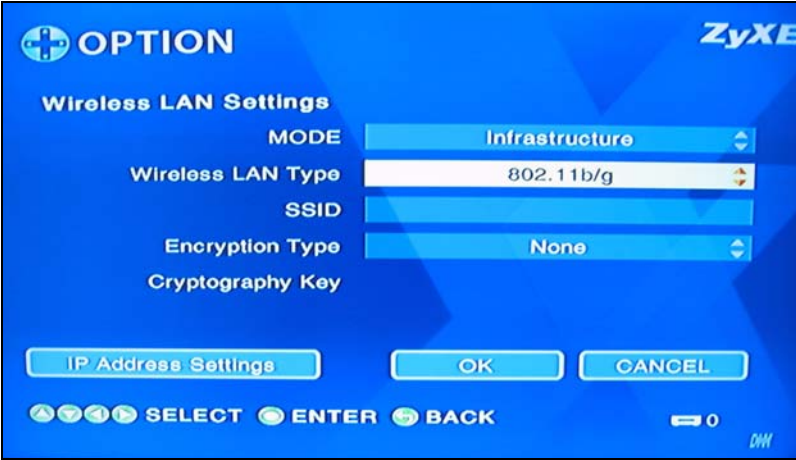 OPTION
ZyXE
Wireless LAN Settings
MODE Infrastructure
Wireless LAN Type 802.11b/g
SSID
Encryption Type None
Cryptography Key
IP Address Settings OK CANCEL
SELECT ENTER BACK 0